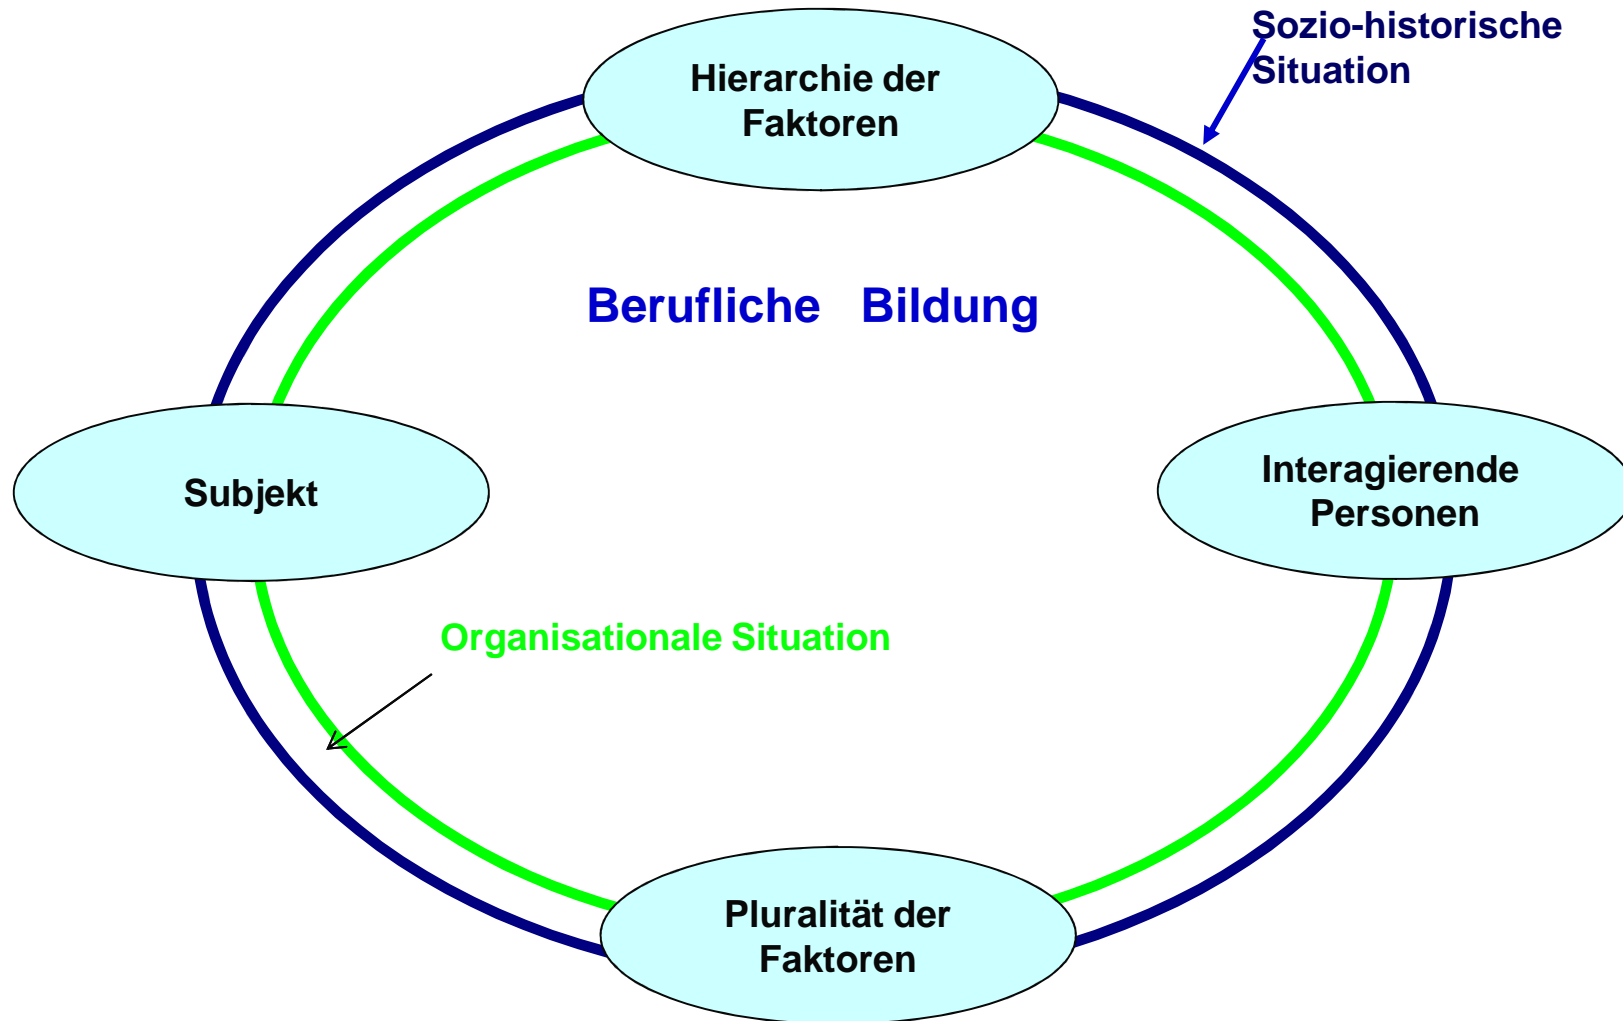 Sozio-historische
Situation
Hierarchie der
Faktoren
Berufliche Bildung
Subjekt
Interagierende
Personen
Organisationale Situation
Pluralität der
Faktoren